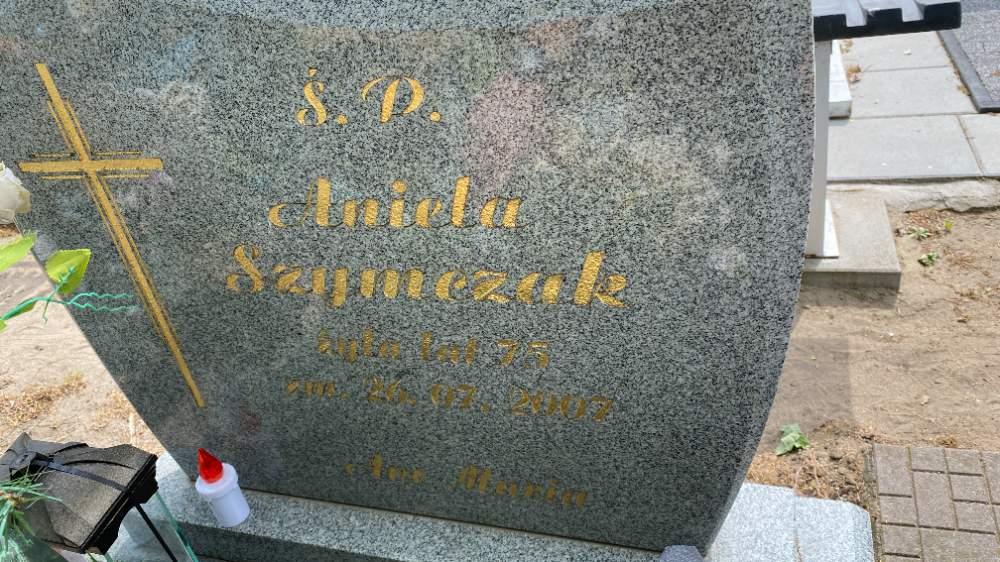 Ś. P.
Aniela
Szymczak
żyła lat 75
zm. 26. 07. 2007
Ave Maria